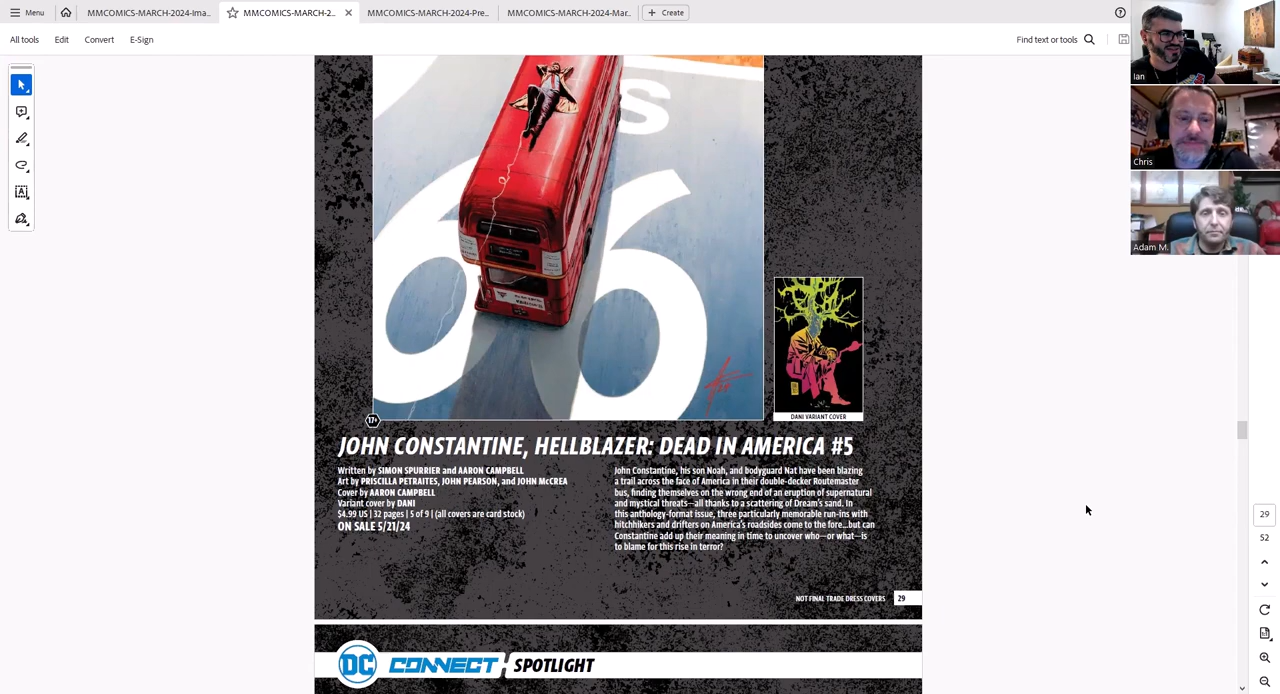 Menu
MMCOMICS-MARCH-2024-Ima...
MMCOMICS-MARCH-2...
MMCOMICS-MARCH-2024-Pre...
MMCOMICS-MARCH-2024-Mar...
Create
All tools
Edit
Convert
E-Sign
Find text or tools
Ian
Chris
Adam M.
S
66
DANI VARIANT COVER
17+
JOHN CONSTANTINE, HELLBLAZER: DEAD IN AMERICA #5
Written by SIMON SPURRIER and AARON CAMPBELL
Art by PRISCILLA PETRAITES, JOHN PEARSON, and JOHN McCREA
Cover by AARON CAMPBELL
Variant cover by DANI
$4.99 US | 32 pages | 5 of 9 | (all covers are card stock)
ON SALE 5/21/24
John Constantine, his son Noah, and bodyguard Nat have been blazing
a trail across the face of America in their double-decker Routemaster
bus, finding themselves on the wrong end of an eruption of supernatural
and mystical threats—all thanks to a scattering of Dream's sand. In
this anthology-format issue, three particularly memorable run-ins with
hitchhikers and drifters on America's roadsides come to the fore...but can
Constantine add up their meaning in time to uncover who—or what—is
to blame for this rise in terror?
NOT FINAL TRADE DRESS COVERS
29
29
52
DC CONNECT SPOTLIGHT